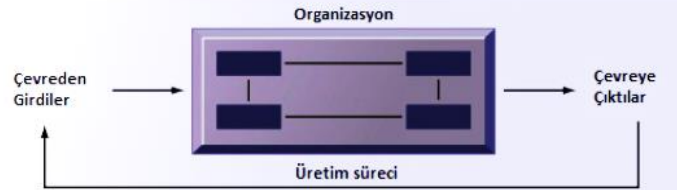 Organizasyon
Çevreden
Girdiler
Çevreye
Çıktılar
Üretim süreci